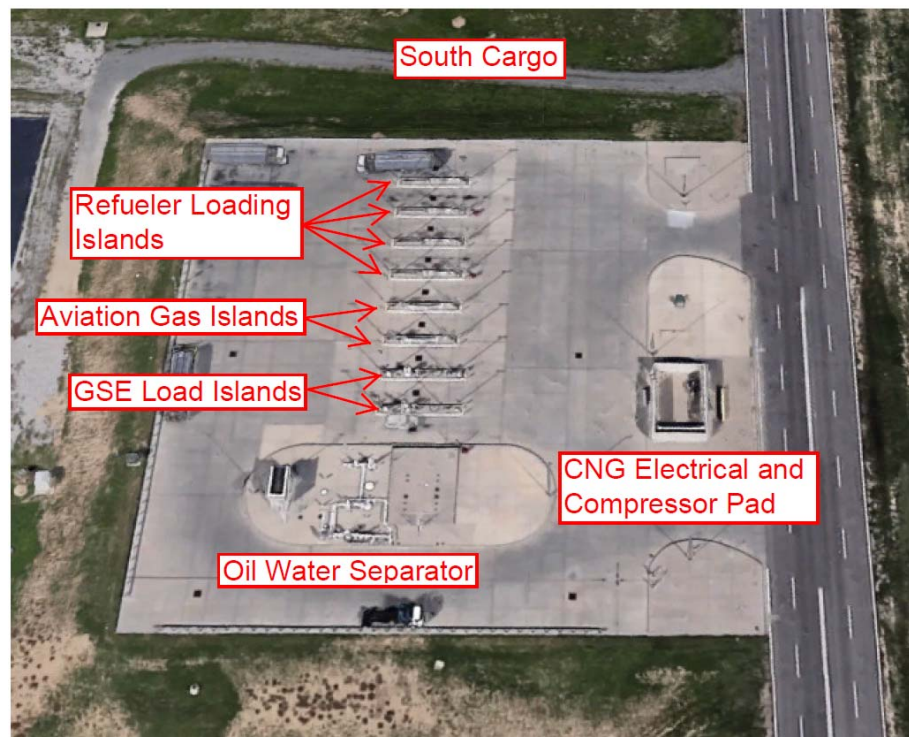 South Cargo
Refueler Loading
Islands
Aviation Gas Islands
GSE Load Islands
CNG Electrical and
Compressor Pad
Oil Water Separator